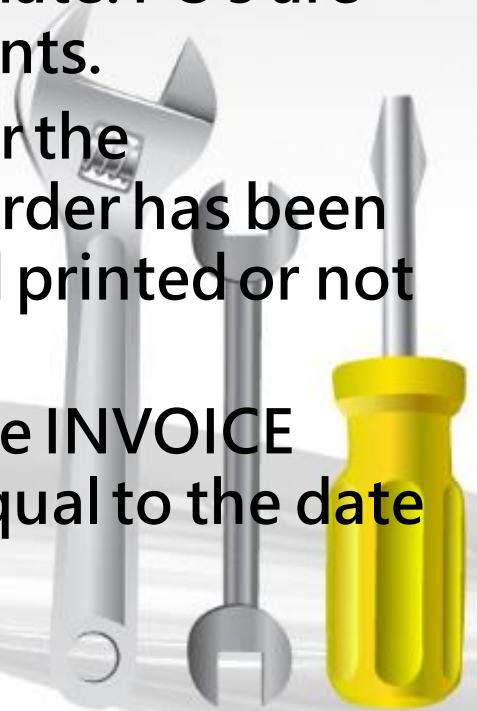 nts.
r the
rder has been
printed or not
e INVOICE
qual to the date